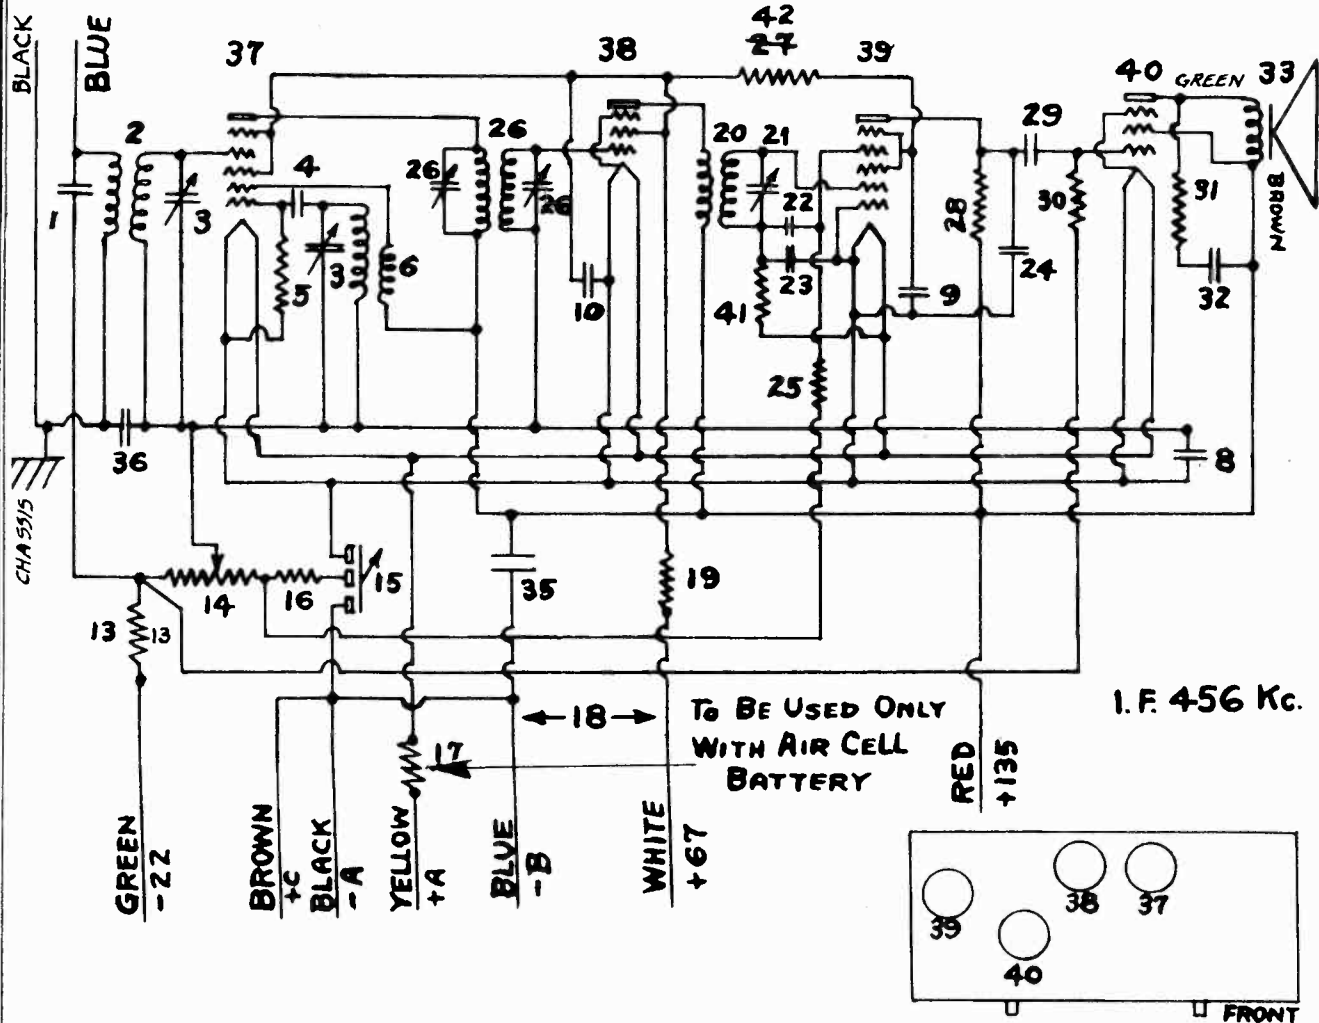 BLACK
BLUE
37
38
42
27
39
40
GREEN
33
2
4
26
26
20
21
29
26
26
1
3
5
3
6
10
22
23
41
9
28
24
30
31
32
BROWN
25
36
8
CHASSIS
14
16
15
35
19
13
13
18
TO BE USED ONLY
WITH AIR CELL
BATTERY
17
I.F. 456 KC.
GREEN
-22
BROWN
+C
BLACK
-A
YELLOW
+A
BLUE
-B
WHITE
+67
RED
+135
39
38
37
40
FRONT